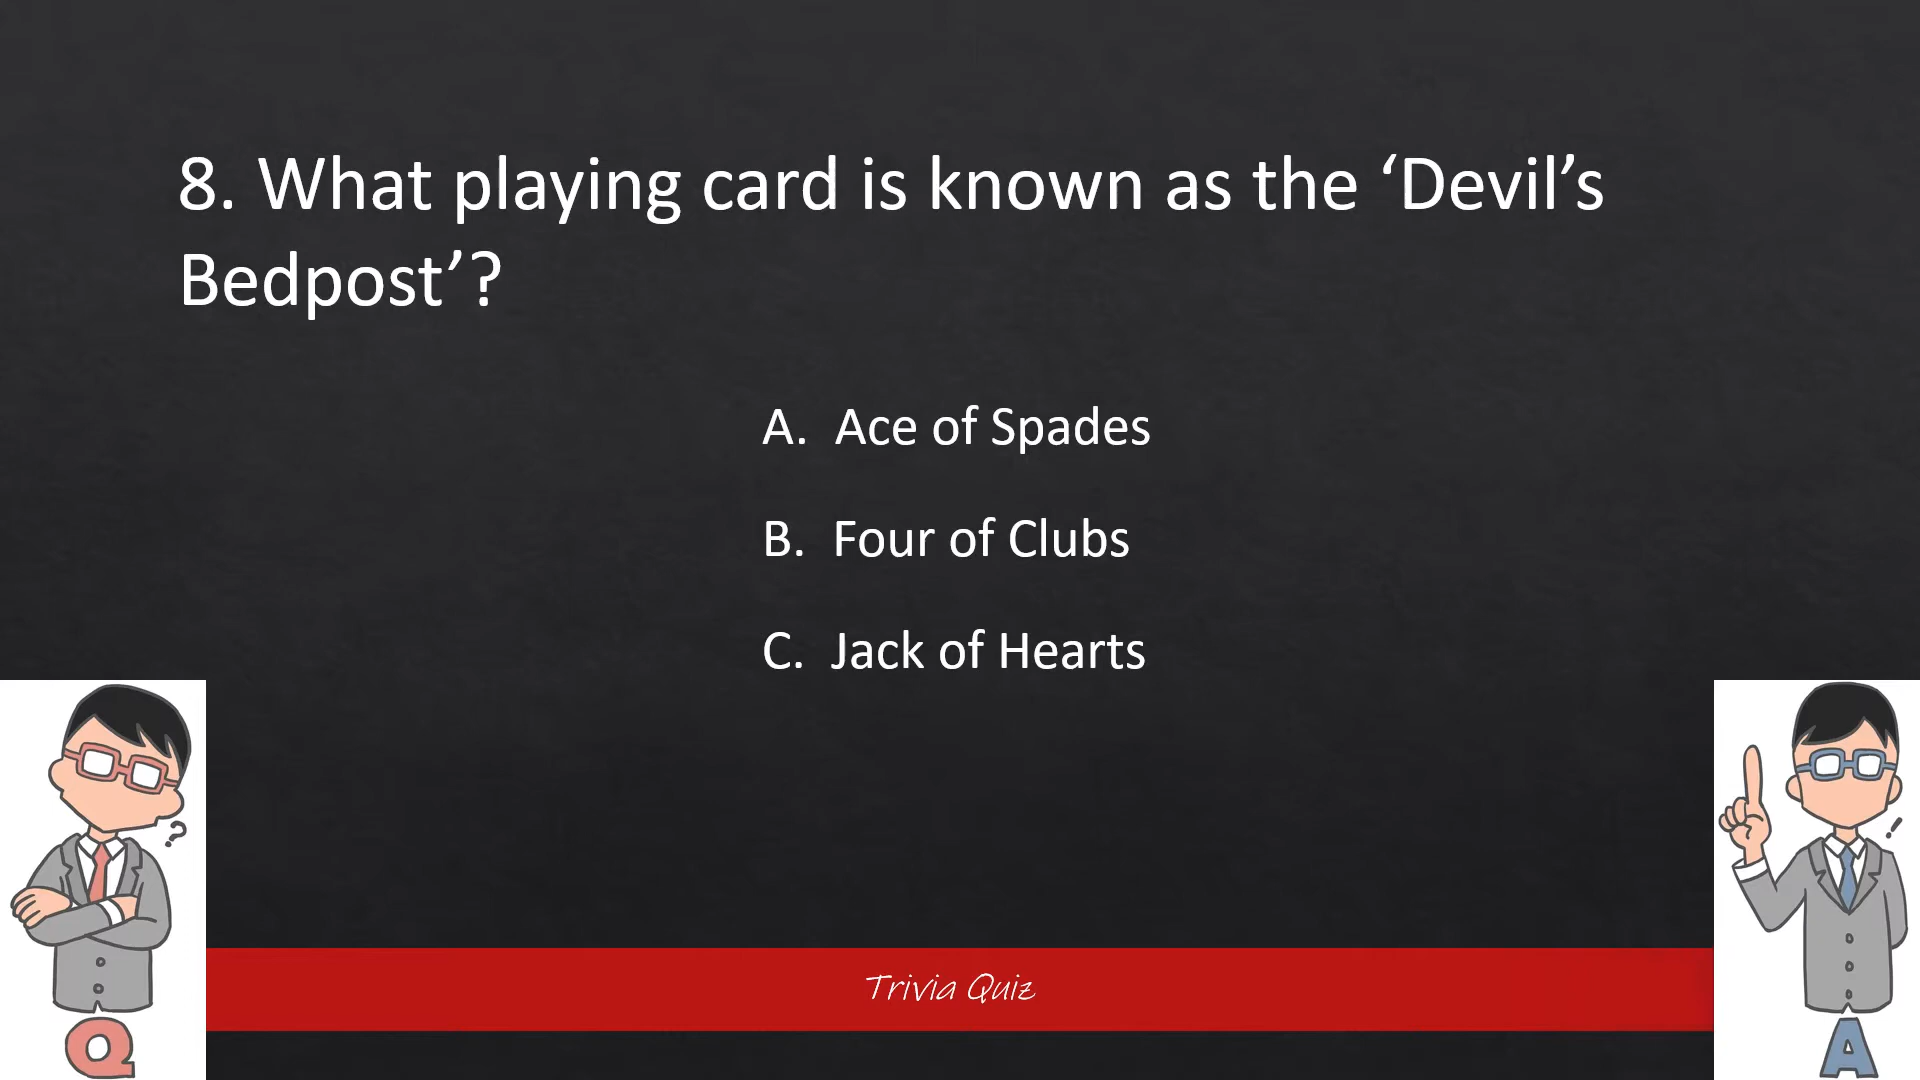 8. What playing card is known as the ‘Devil’s
Bedpost’?
A. Ace of Spades
B. Four of Clubs
C. Jack of Hearts
?
!
Trivia Quiz
Q
A